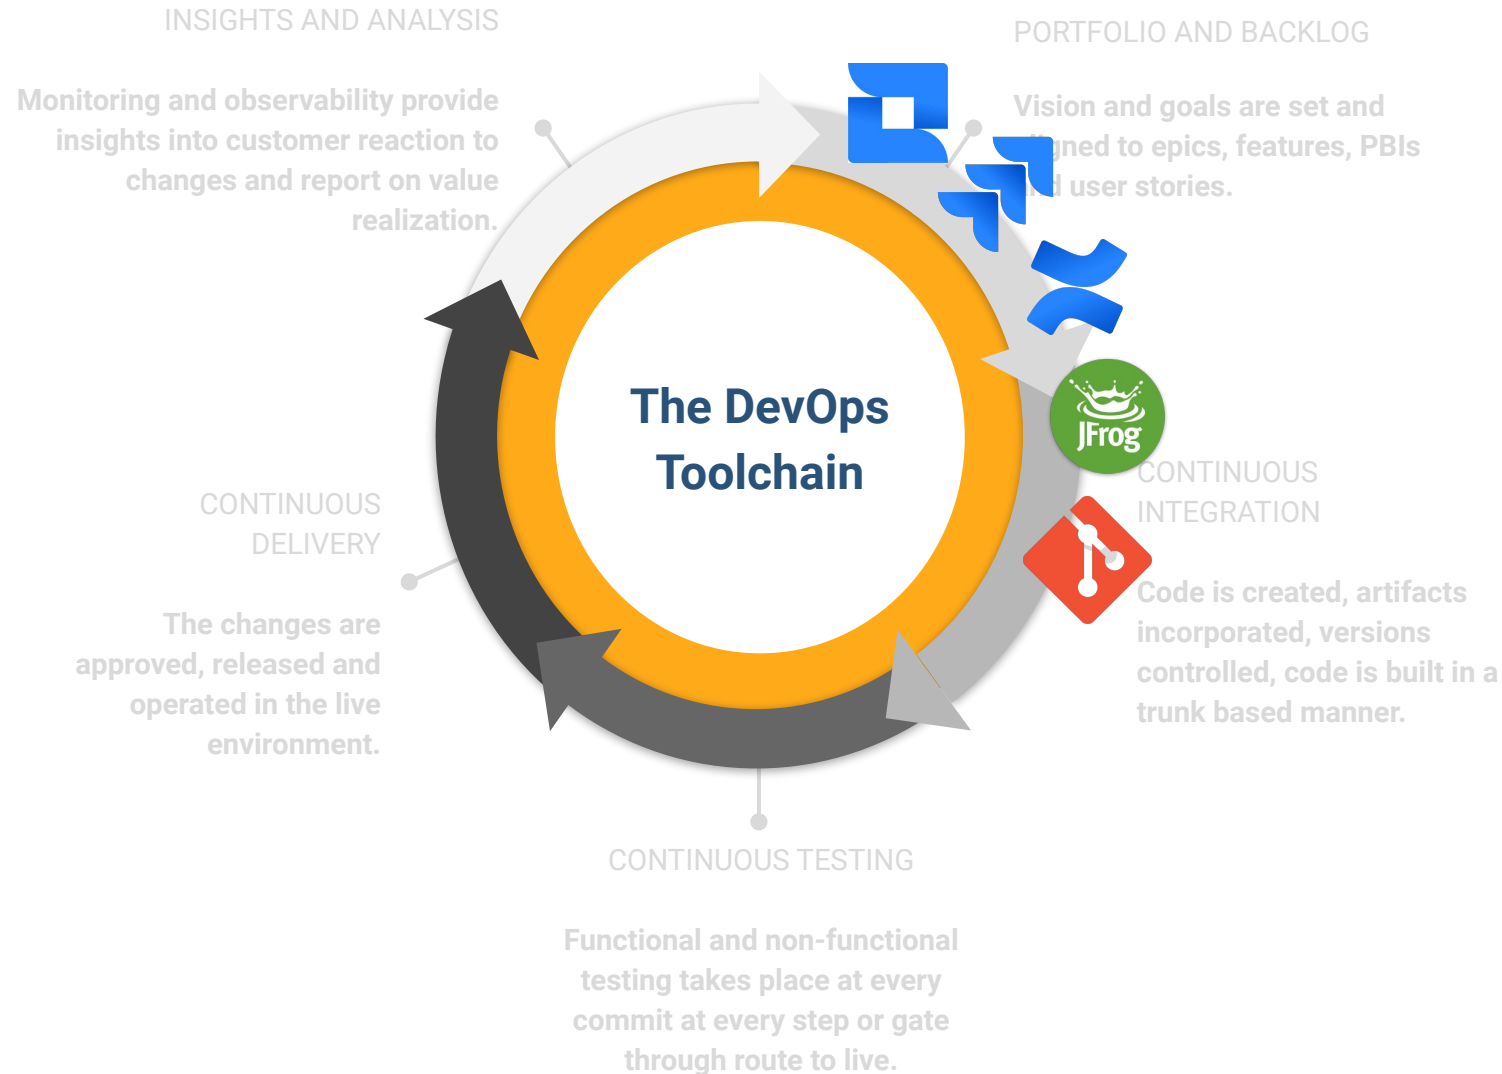 INSIGHTS AND ANALYSIS
Monitoring and observability provide
insights into customer reaction to
changes and report on value
realization.
PORTFOLIO AND BACKLOG
Vision and goals are set and
to epics, features, PBIs
user stories.
The DevOps
Toolchain
JFrog
CONTINUOUS
INTEGRATION
Code is created, artifacts
incorporated, versions
controlled, code is built in a
trunk based manner.
CONTINUOUS
DELIVERY
The changes are
approved, released and
operated in the live
environment.
CONTINUOUS TESTING
Functional and non-functional
testing takes place at every
commit at every step or gate
through route to live.